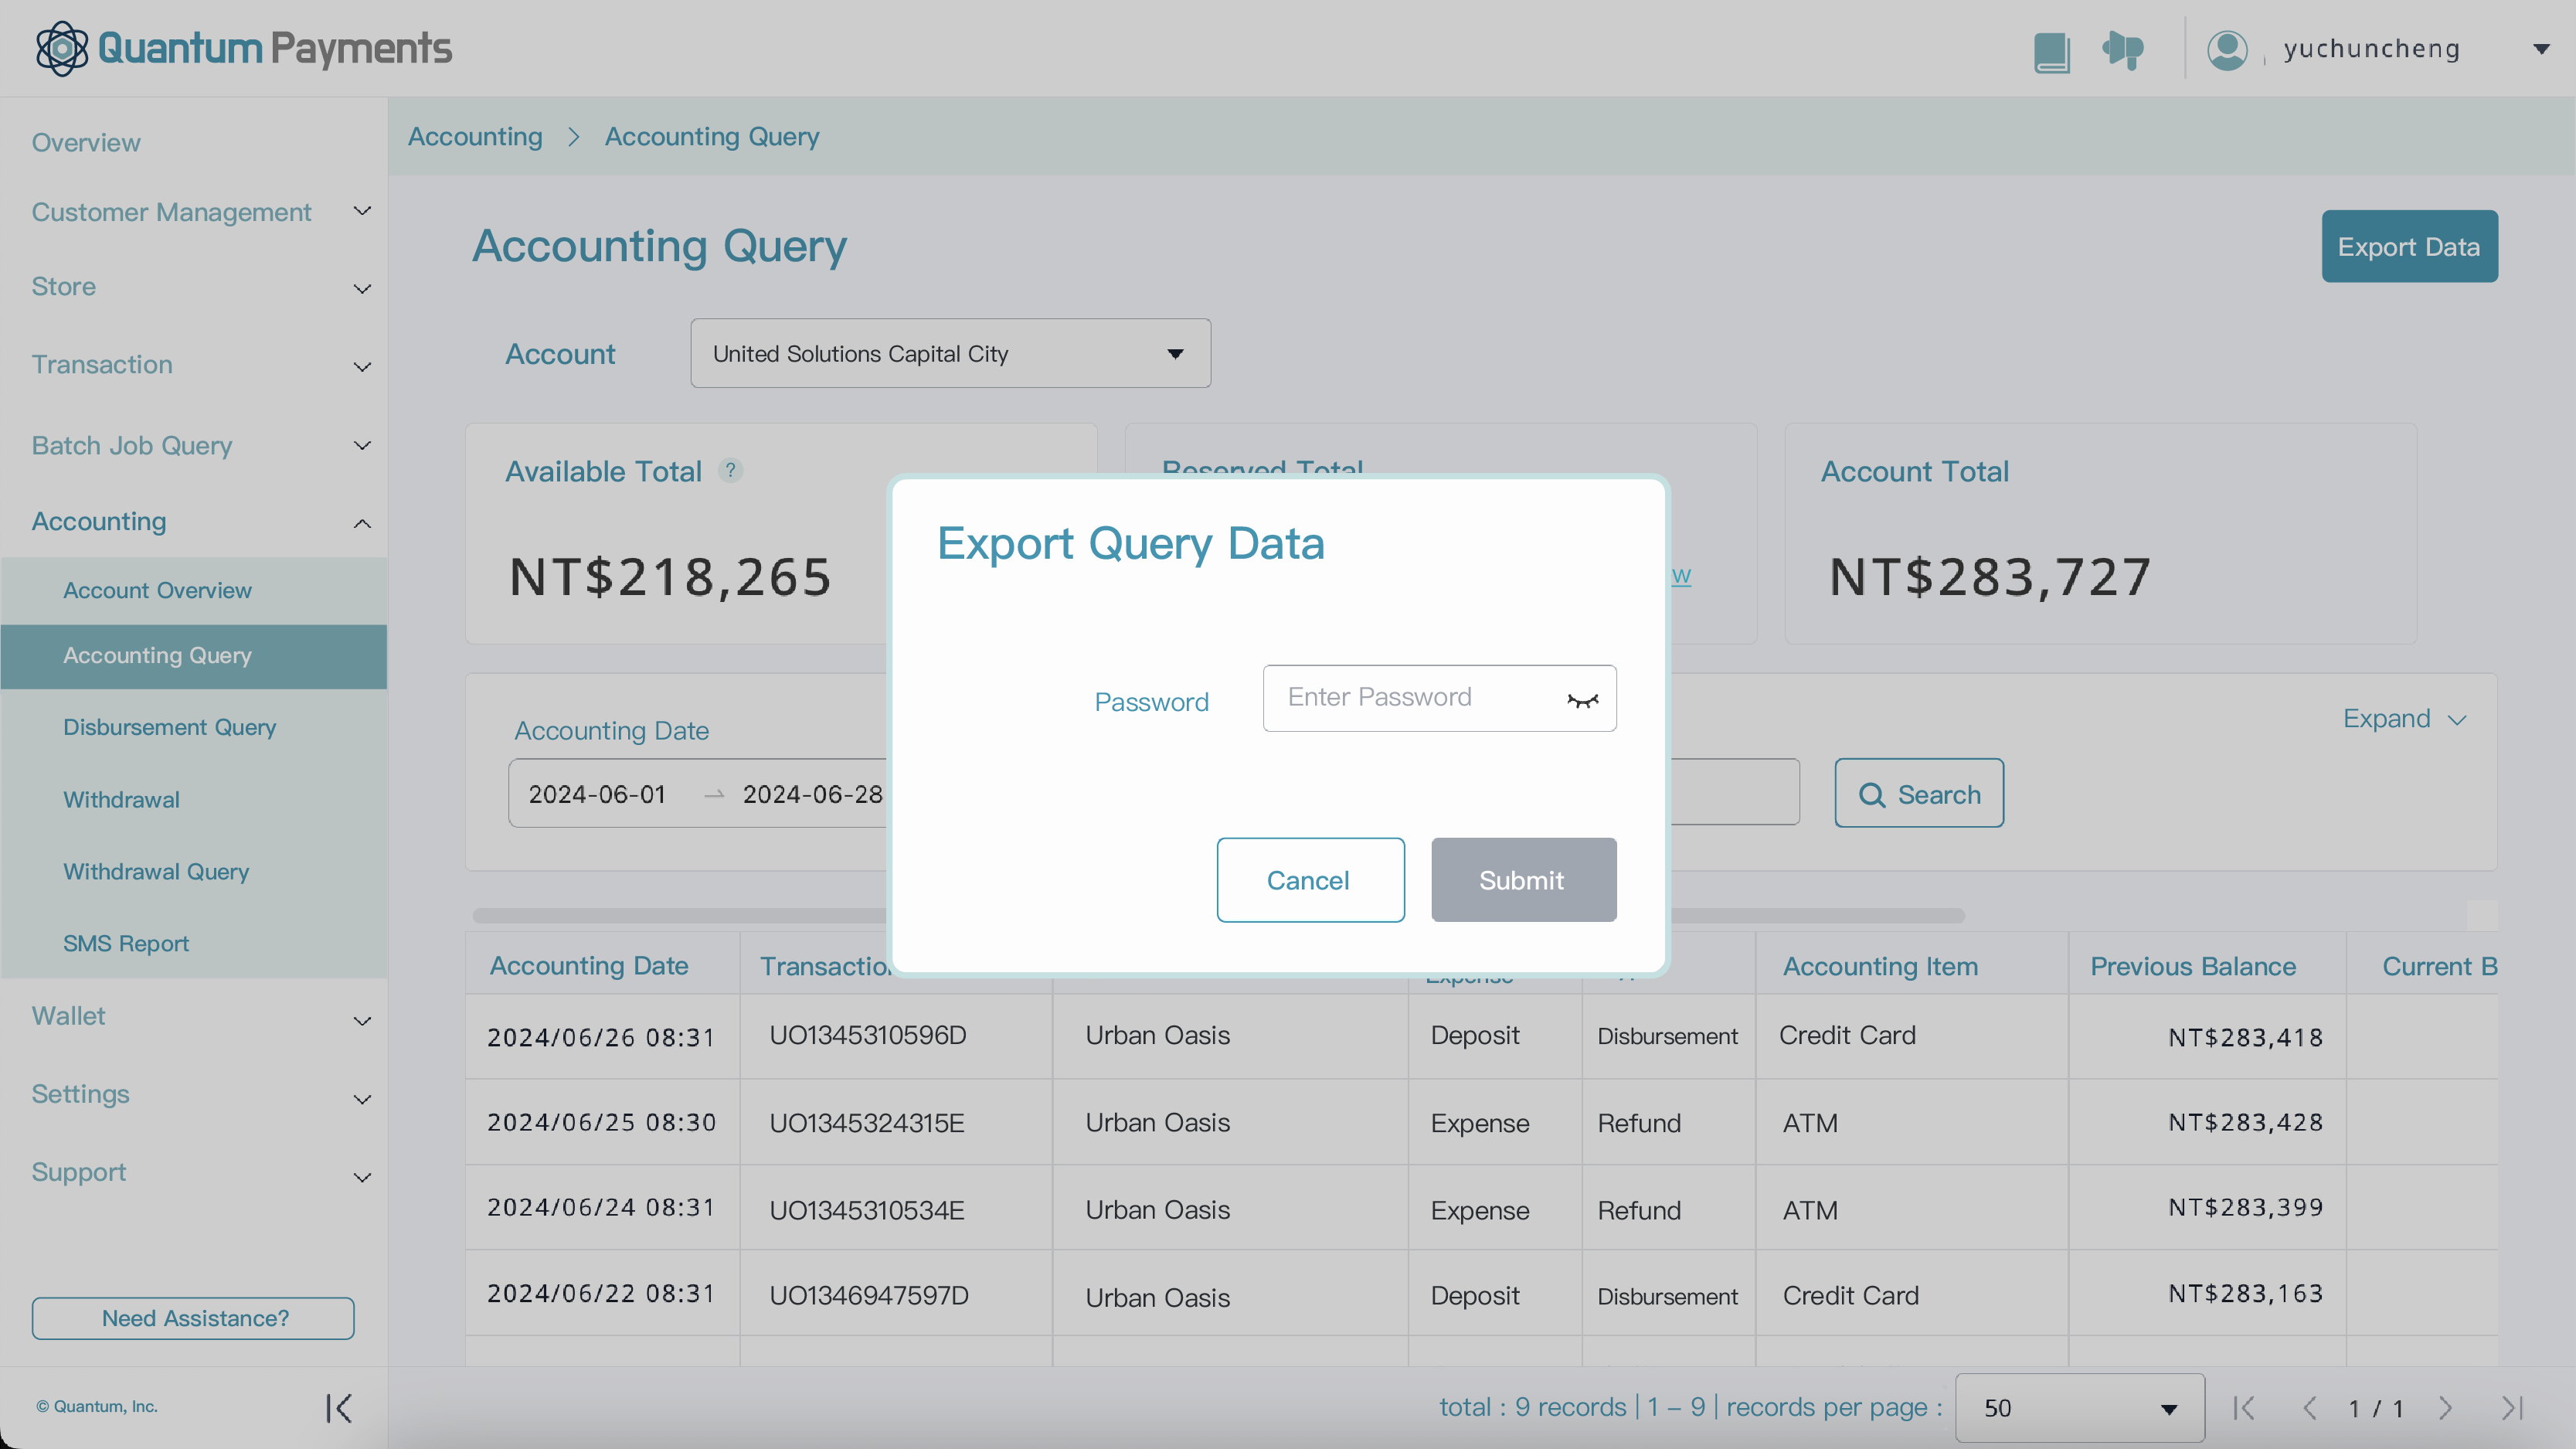 Quantum Payments
yuchuncheng
Overview
Customer Management
Store
Transaction
Batch Job Query
Accounting
Account Overview
Accounting Query
Disbursement Query
Withdrawal
Withdrawal Query
SMS Report
Wallet
Settings
Support
Need Assistance?
© Quantum, Inc.
Accounting > Accounting Query
Accounting Query
Export Data
Account
United Solutions Capital City
Available Total ?
NT$218,265
Reserved Total
w
Account Total
NT$283,727
Export Query Data
Password
Enter Password
Cancel
Submit
Accounting Date
2024-06-01 → 2024-06-28
Search
Expand
Accounting Date Transaction Expense Accounting Item Previous Balance Current B
2024/06/26 08:31 UO1345310596D Urban Oasis Deposit Disbursement Credit Card NT$283,418
2024/06/25 08:30 UO1345324315E Urban Oasis Expense Refund ATM NT$283,428
2024/06/24 08:31 UO1345310534E Urban Oasis Expense Refund ATM NT$283,399
2024/06/22 08:31 UO1346947597D Urban Oasis Deposit Disbursement Credit Card NT$283,163
total : 9 records | 1 – 9 | records per page : 50 1 / 1